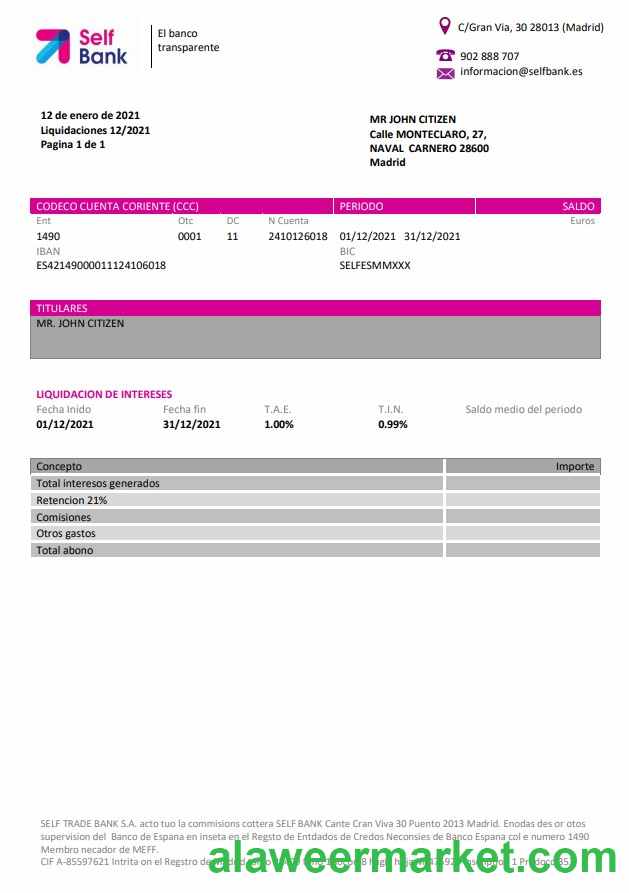 Self
Bank
El banco
transparente
C/Gran Via, 30 28013 (Madrid)
902 888 707
informacion@selfbank.es
12 de enero de 2021
Liquidaciones 12/2021
Pagina 1 de 1
MR JOHN CITIZEN
Calle MONTECLARO, 27,
NAVAL CARNERO 28600
Madrid
CODECO CUENTA CORIENTE (CCC) PERIODO SALDO
Ent Otc DC N Cuenta Euros
1490 0001 11 2410126018 01/12/2021 31/12/2021
IBAN BIC
ES42149000011124106018 SELFESMMXXX
TITULARES
MR. JOHN CITIZEN
LIQUIDACION DE INTERESES
Fecha Inido Fecha fin T.A.E. T.I.N. Saldo medio del periodo
01/12/2021 31/12/2021 1.00% 0.99%
Concepto Importe
Total interesos generados
Retencion 21%
Comisiones
Otros gastos
Total abono
SELF TRADE BANK S.A. acto tuo la commisions cottera SELF BANK Cante Cran Viva 30 Puento 2013 Madrid. Enodas des or otos
supervision del Banco de Espana en inseta en el Regsto de Entdados de Credos Neconsies de Banco Espana col e numero 1490
Membro necador de MEFF.
CIF A-85597621 Intrita on el Registro de
alaweermarket.com